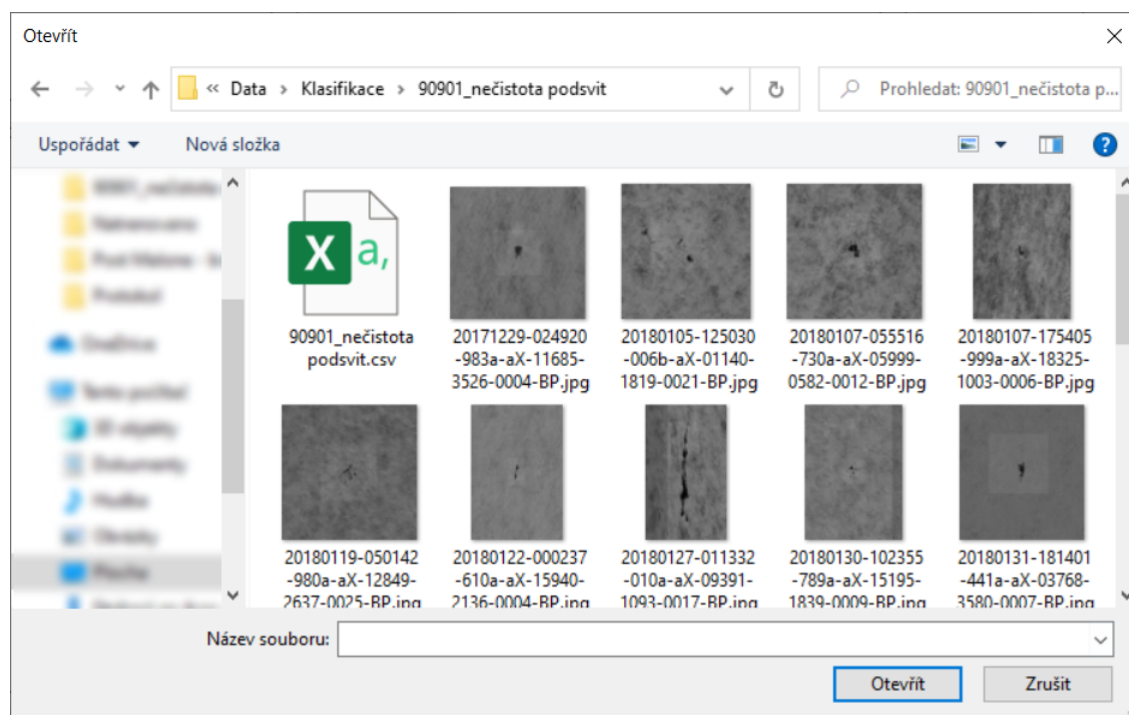 Otevřít
« Data › Klasifikace › 90901_nečistota podsvit
Prohledat: 90901_nečistota p...
Uspořádat
Nová složka
90901_nečistota
podsvit.csv
20171229-024920
-983a-aX-11685-
3526-0004-BP.jpg
20180105-125030
-006b-aX-01140-
1819-0021-BP.jpg
20180107-055516
-730a-aX-05999-
0582-0012-BP.jpg
20180107-175405
-999a-aX-18325-
1003-0006-BP.jpg
20180119-050142
-980a-aX-12849-
2637-0025-BP.jpg
20180122-000237
-610a-aX-15940-
2136-0004-BP.jpg
20180127-011332
-010a-aX-09391-
1093-0017-BP.jpg
20180130-102355
-789a-aX-15195-
1839-0009-BP.jpg
20180131-181401
-441a-aX-03768-
3580-0007-BP.jpg
Název souboru:
Otevřít
Zrušit